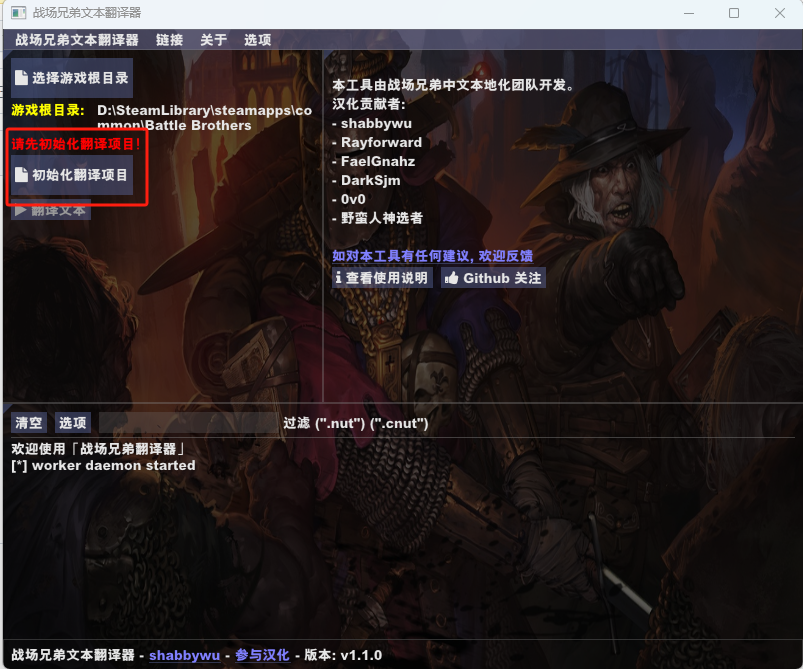 战场兄弟文本翻译器
战场兄弟文本翻译器 链接 关于 选项
选择游戏根目录
游戏根目录: D:\SteamLibrary\steamapps\co
mmon\Battle Brothers
请先初始化翻译项目!
初始化翻译项目
翻译文本
本工具由战场兄弟中文本地化团队开发。
汉化贡献者:
- shabbywu
- Rayforward
- FaelGnahz
- DarkSjm
- 0v0
- 野蛮人神选者
如对本工具有任何建议, 欢迎反馈
查看使用说明 Github 关注
清空 选项 过滤 (".nut") (".cnut")
欢迎使用「战场兄弟翻译器」
[*] worker daemon started
战场兄弟文本翻译器 - shabbywu - 参与汉化 - 版本: v1.1.0